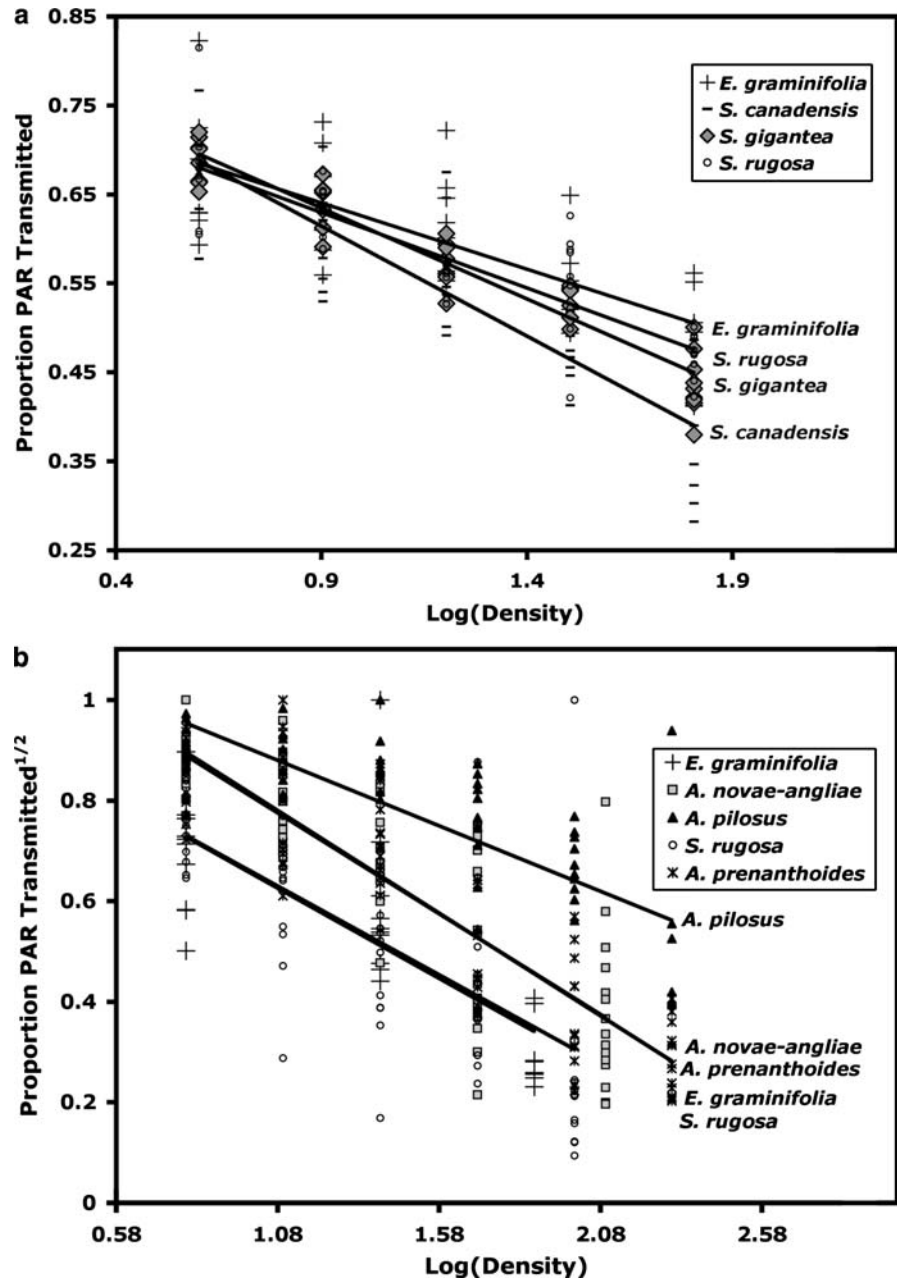 a
0.85
0.75
0.65
0.55
0.45
0.35
0.25
Proportion PAR Transmitted
E. graminifolia
S. canadensis
S. gigantea
S. rugosa
E. graminifolia
S. rugosa
S. gigantea
S. canadensis
0.4 0.9 1.4 1.9
Log(Density)
b
1
0.8
0.6
0.4
0.2
0
Proportion PAR Transmitted1/2
E. graminifolia
A. novae-angliae
A. pilosus
S. rugosa
A. prenanthoides
A. pilosus
A. novae-angliae
A. prenanthoides
E. graminifolia
S. rugosa
0.58 1.08 1.58 2.08 2.58
Log(Density)